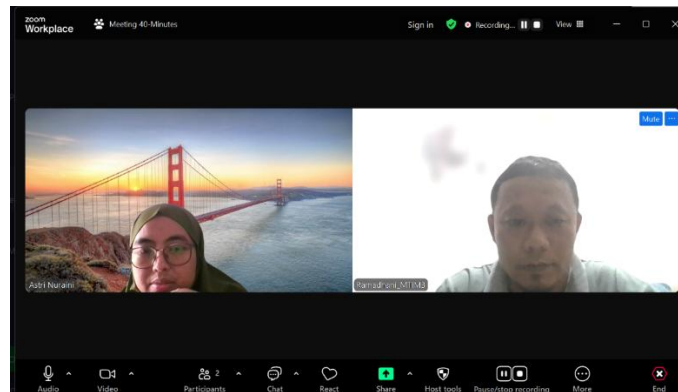 zoom
Workplace
Meeting 40-Minutes
Sign in
Recording...
View
Mute
Astri Nuraini
Ramadhani_MTIM3
Audio
Video
Participants
2
Chat
React
Share
Host tools
Pause/stop recording
More
End